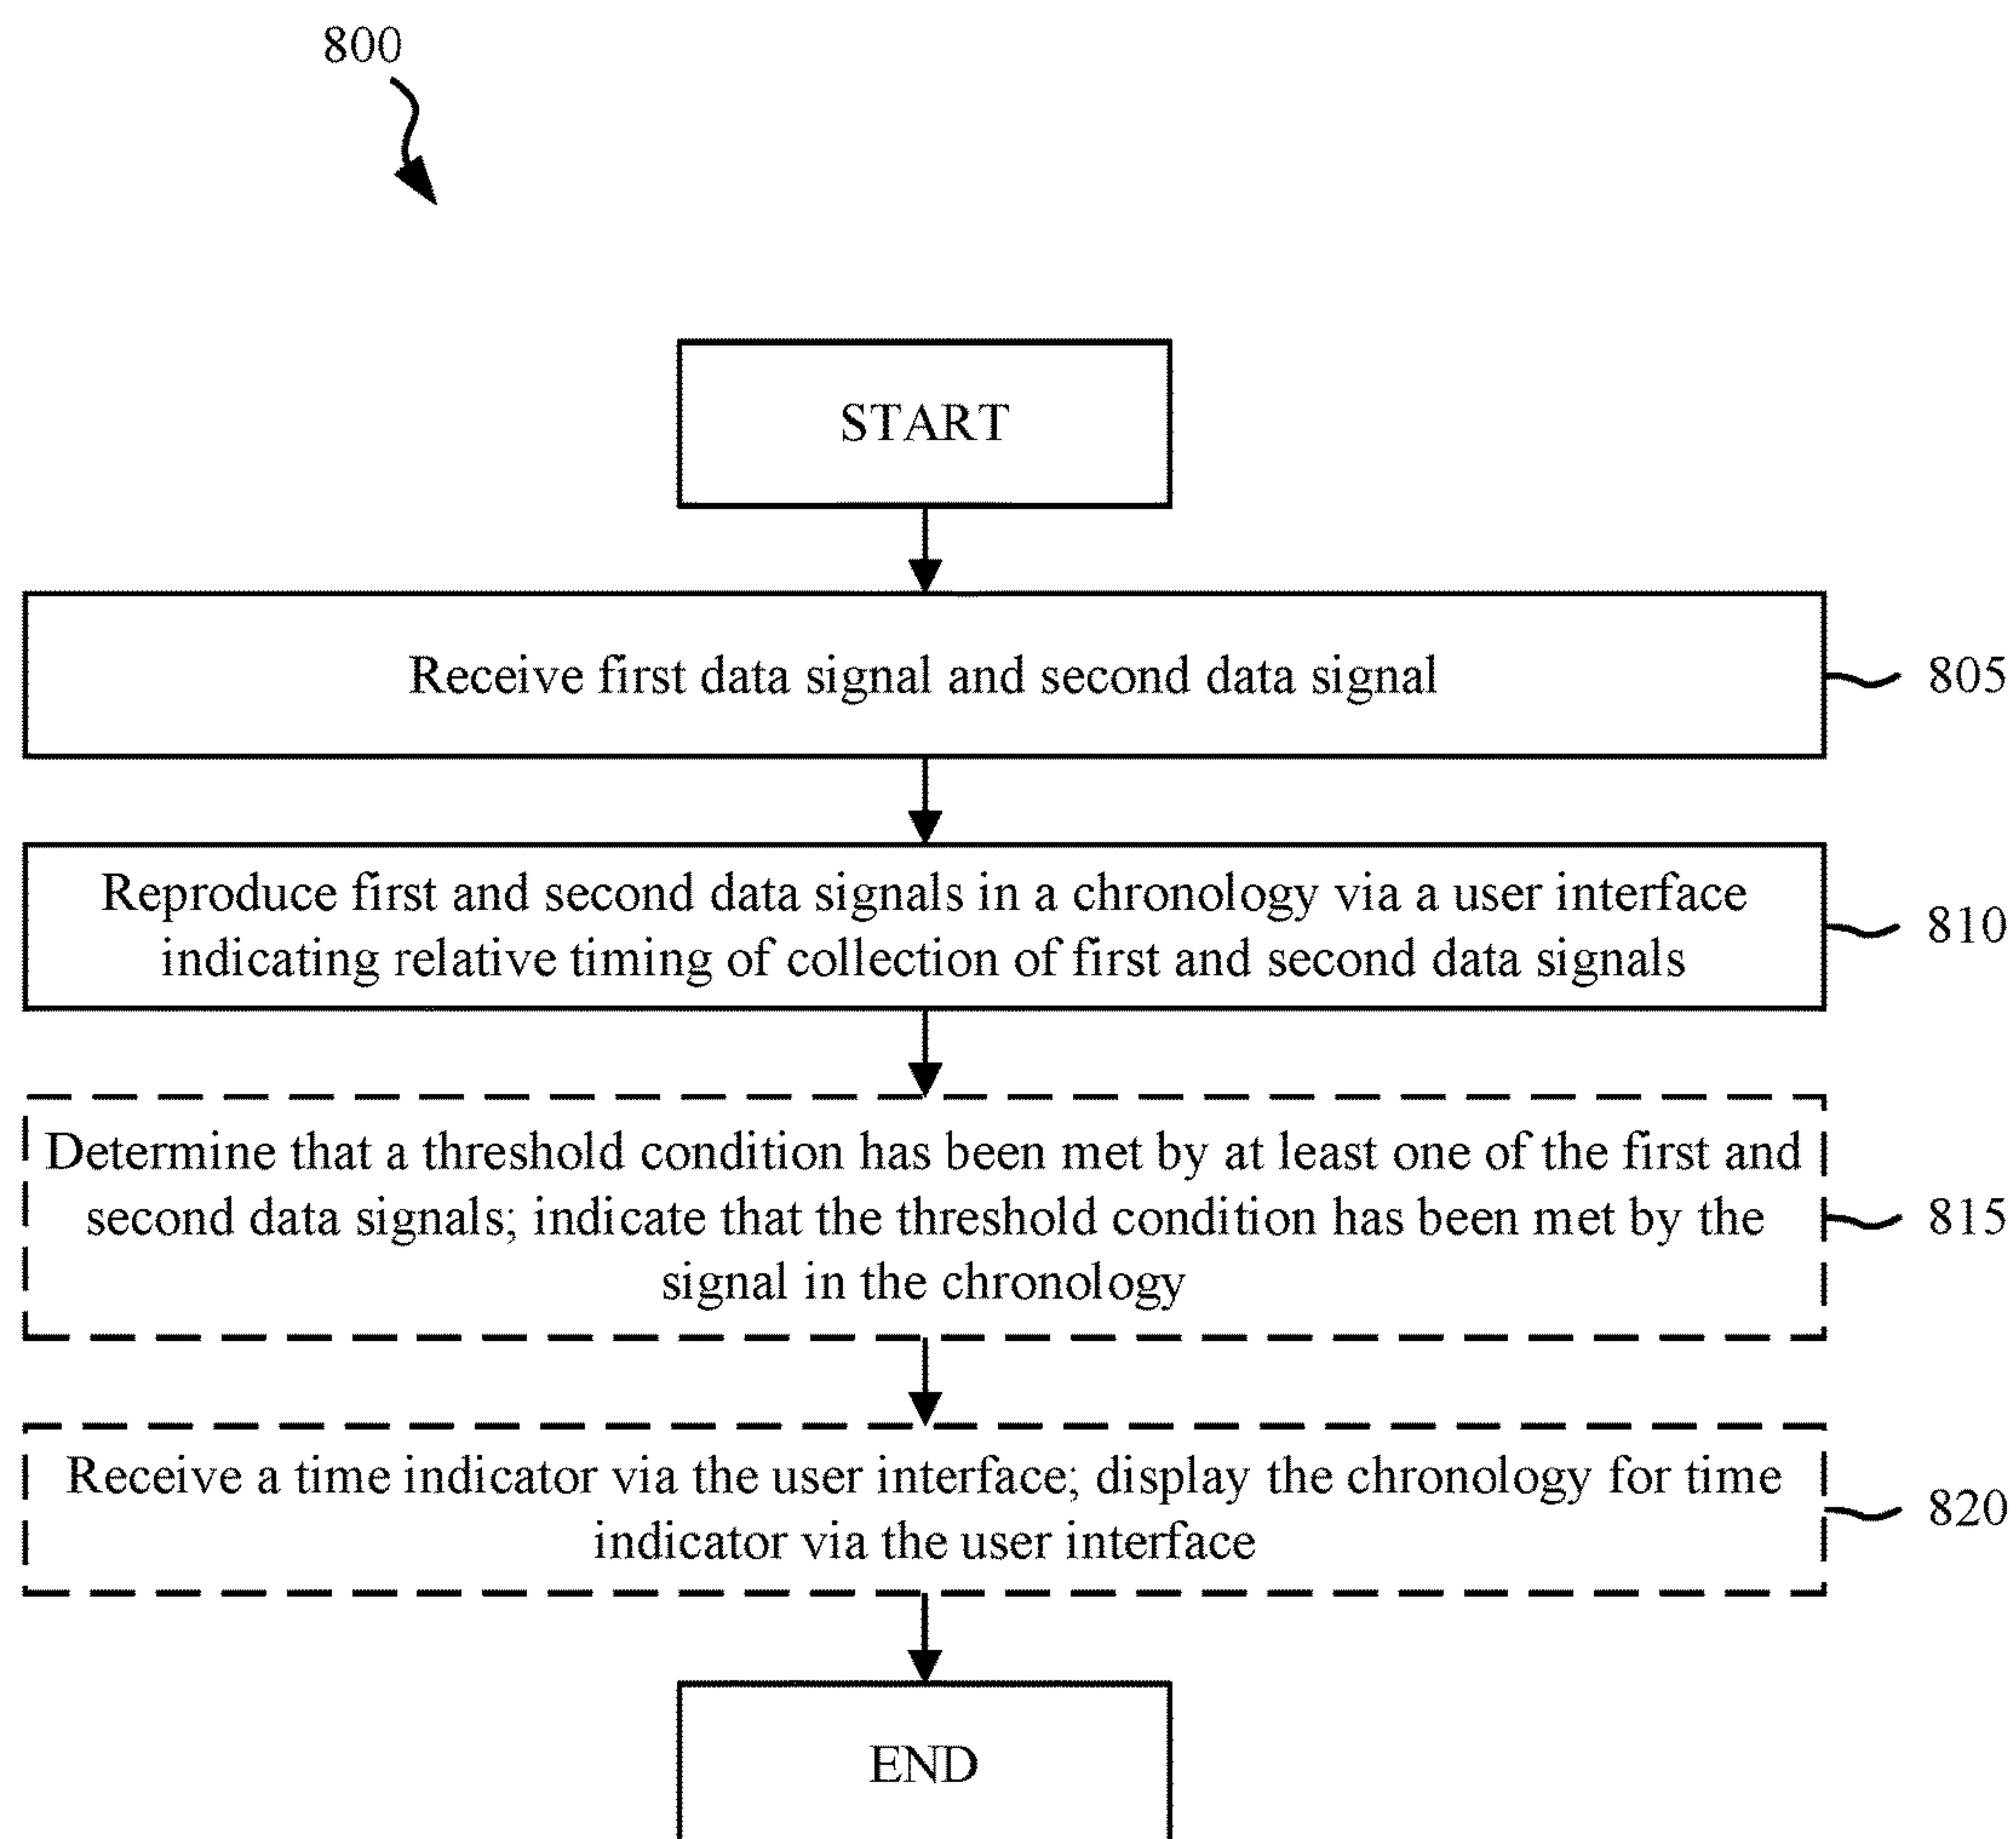 800
START
Receive first data signal and second data signal
805
Reproduce first and second data signals in a chronology via a user interface
indicating relative timing of collection of first and second data signals
810
Determine that a threshold condition has been met by at least one of the first and
second data signals; indicate that the threshold condition has been met by the
signal in the chronology
815
Receive a time indicator via the user interface; display the chronology for time
indicator via the user interface
820
END